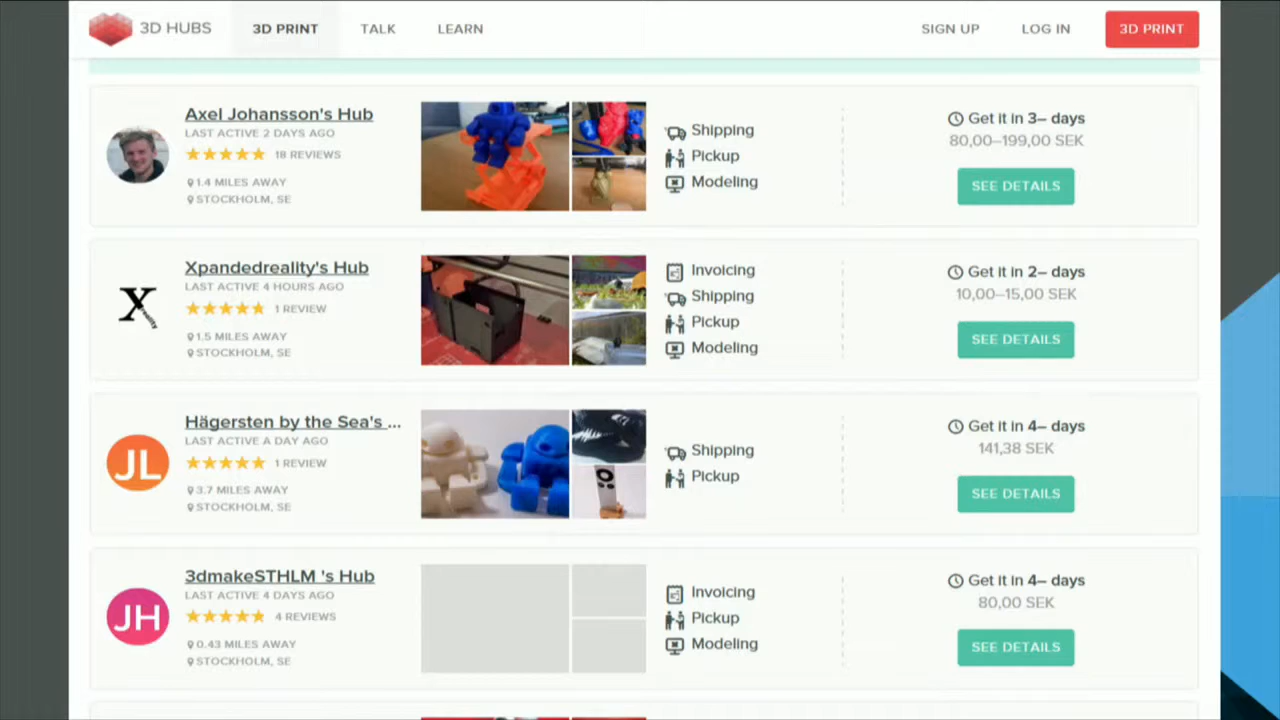 3D HUBS
3D PRINT
TALK
LEARN
SIGN UP
LOG IN
3D PRINT
Axel Johansson's Hub
LAST ACTIVE 2 DAYS AGO
18 REVIEWS
1.4 MILES AWAY
STOCKHOLM, SE
Shipping
Pickup
Modeling
Get it in 3– days
80,00–199,00 SEK
SEE DETAILS
Xpandedreality's Hub
LAST ACTIVE 4 HOURS AGO
1 REVIEW
1.5 MILES AWAY
STOCKHOLM, SE
Invoicing
Shipping
Pickup
Modeling
Get it in 2– days
10,00–15,00 SEK
SEE DETAILS
JL
Hägersten by the Sea's ...
LAST ACTIVE A DAY AGO
1 REVIEW
3.7 MILES AWAY
STOCKHOLM, SE
Shipping
Pickup
Get it in 4– days
141,38 SEK
SEE DETAILS
JH
3dmakeSTHLM 's Hub
LAST ACTIVE 4 DAYS AGO
4 REVIEWS
0.43 MILES AWAY
STOCKHOLM, SE
Invoicing
Pickup
Modeling
Get it in 4– days
80,00 SEK
SEE DETAILS